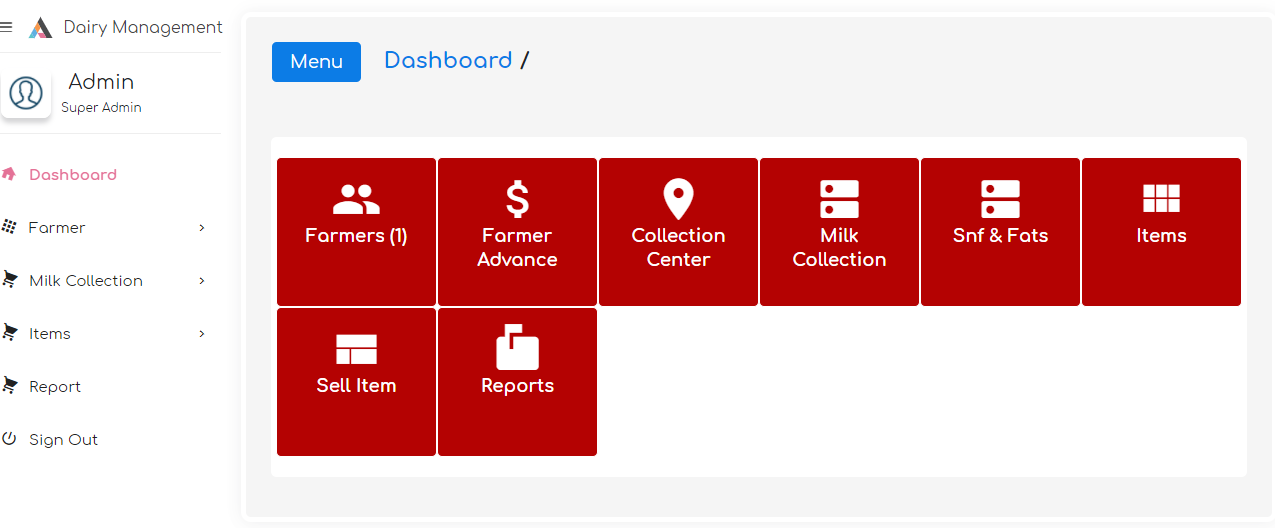 Dairy Management
Admin
Super Admin
Dashboard
Farmer
Milk Collection
Items
Report
Sign Out
Menu
Dashboard /
Farmers (1)
Farmer
Advance
Collection
Center
Milk
Collection
Snf & Fats
Items
Sell Item
Reports